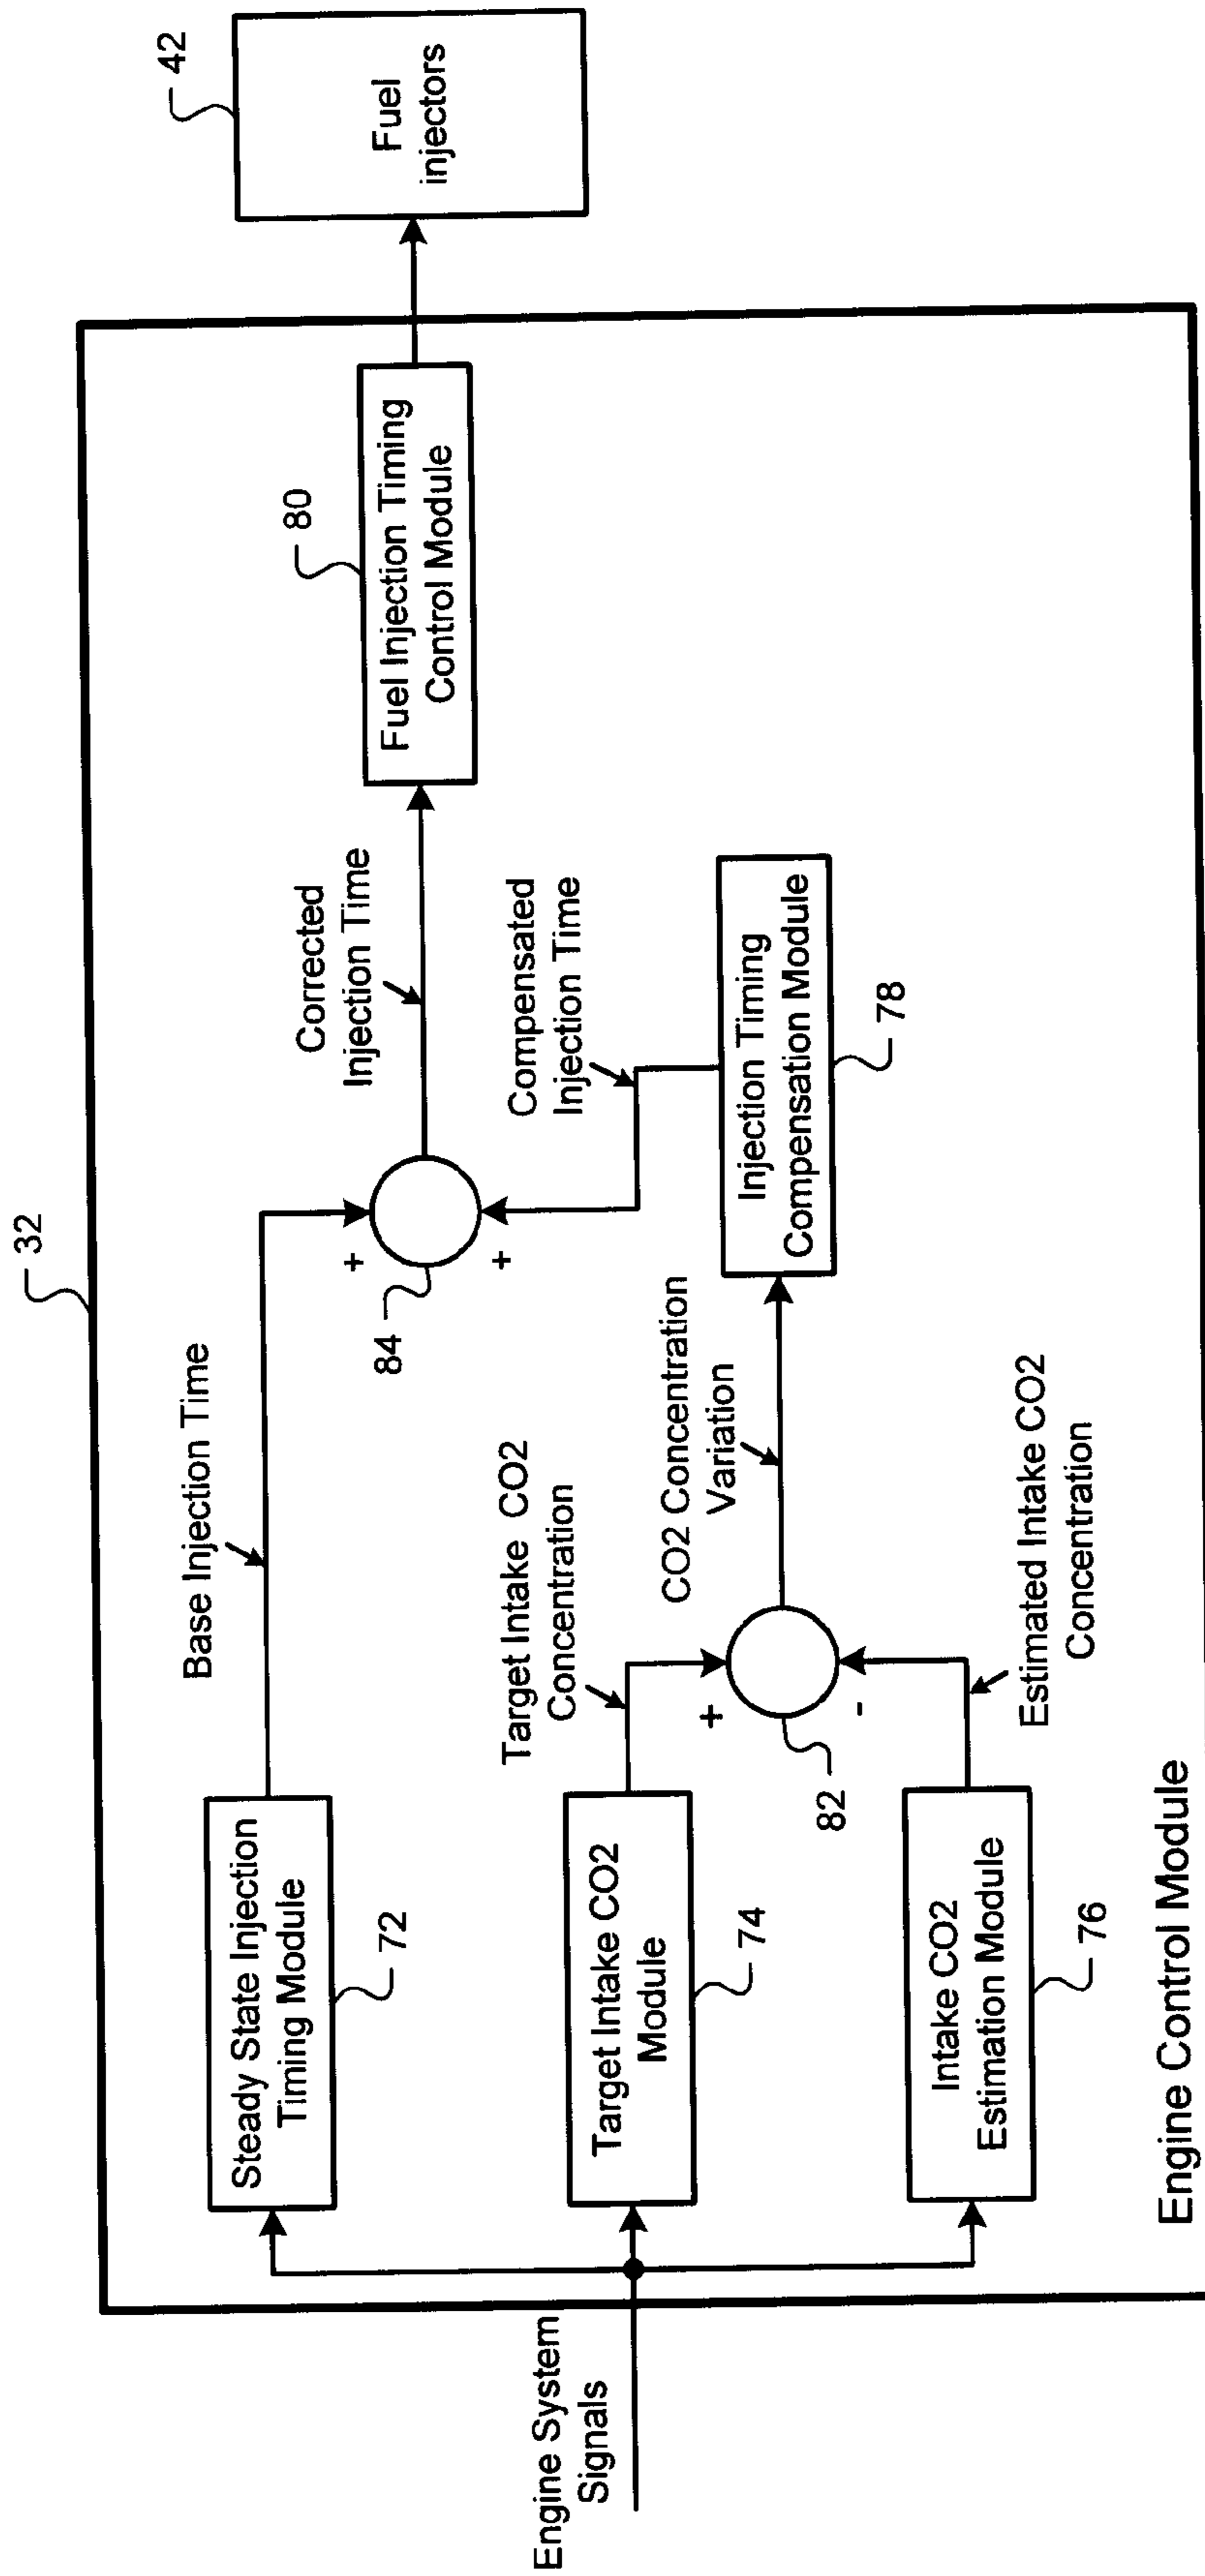 32
42
Engine System
Signals
Steady State Injection
Timing Module
72
Base Injection Time
+
+
84
Corrected
Injection Time
80
Fuel Injection Timing
Control Module
Fuel
injectors
Target Intake CO2
Module
74
Target Intake CO2
Concentration
+
-
82
CO2 Concentration
Variation
Compensated
Injection Time
Injection Timing
Compensation Module
78
Intake CO2
Estimation Module
76
Estimated Intake CO2
Concentration
Engine Control Module